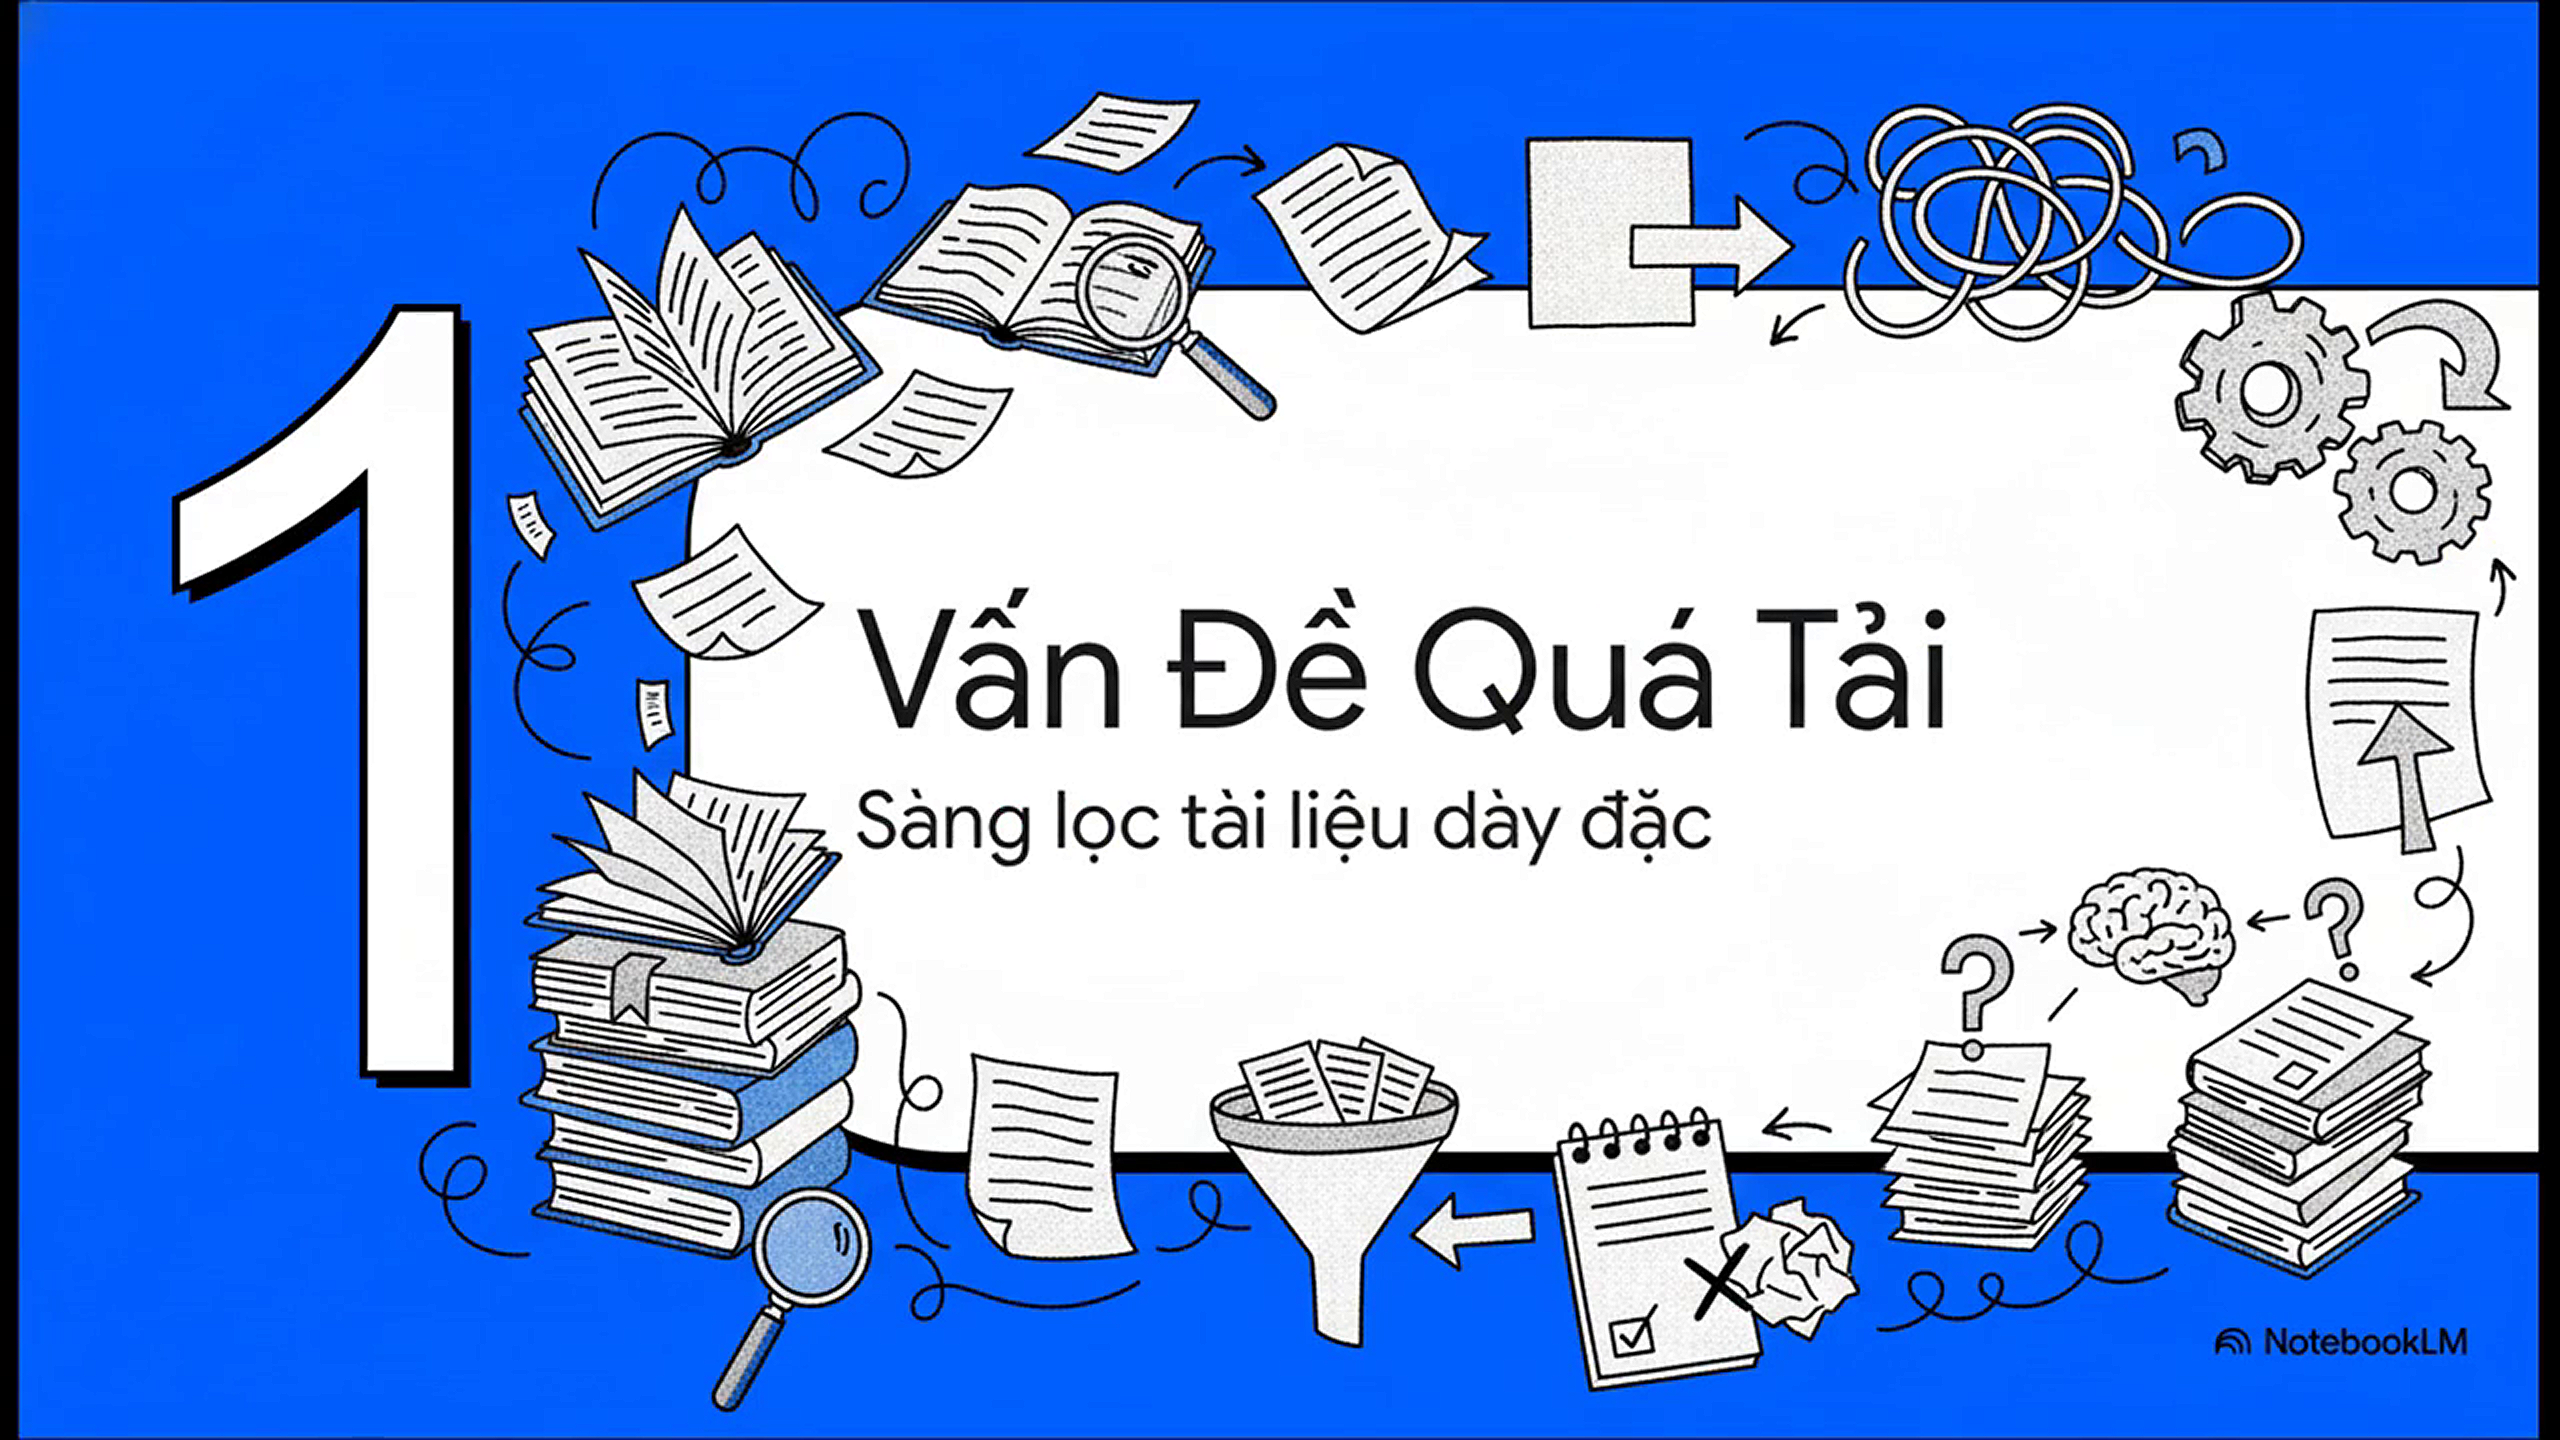 1
Vấn Đề Quá Tải
Sàng lọc tài liệu dày đặc
NotebookLM